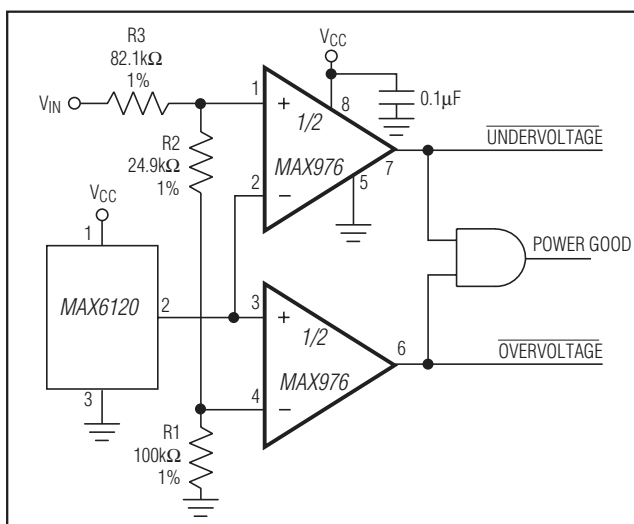 R3
82.1kΩ
1%
VIN
R2
24.9kΩ
1%
VCC
1
MAX6120
2
3
R1
100kΩ
1%
1
+
1/2
MAX976
2
−
VCC
8
0.1µF
5
7
UNDERVOLTAGE
POWER GOOD
3
+
1/2
MAX976
4
−
6
OVERVOLTAGE